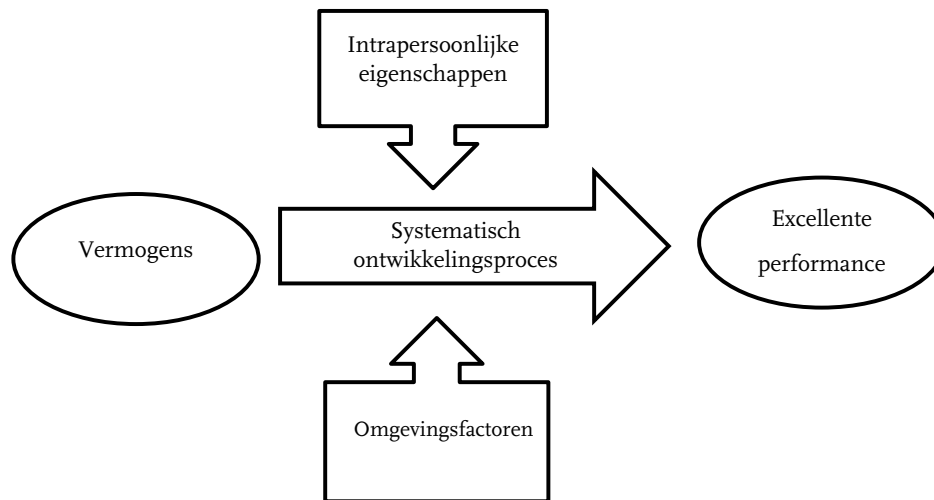 Intrapersoonlijke
eigenschappen
Vermogens
Systematisch
ontwikkelingsproces
Excellente
performance
Omgevingsfactoren